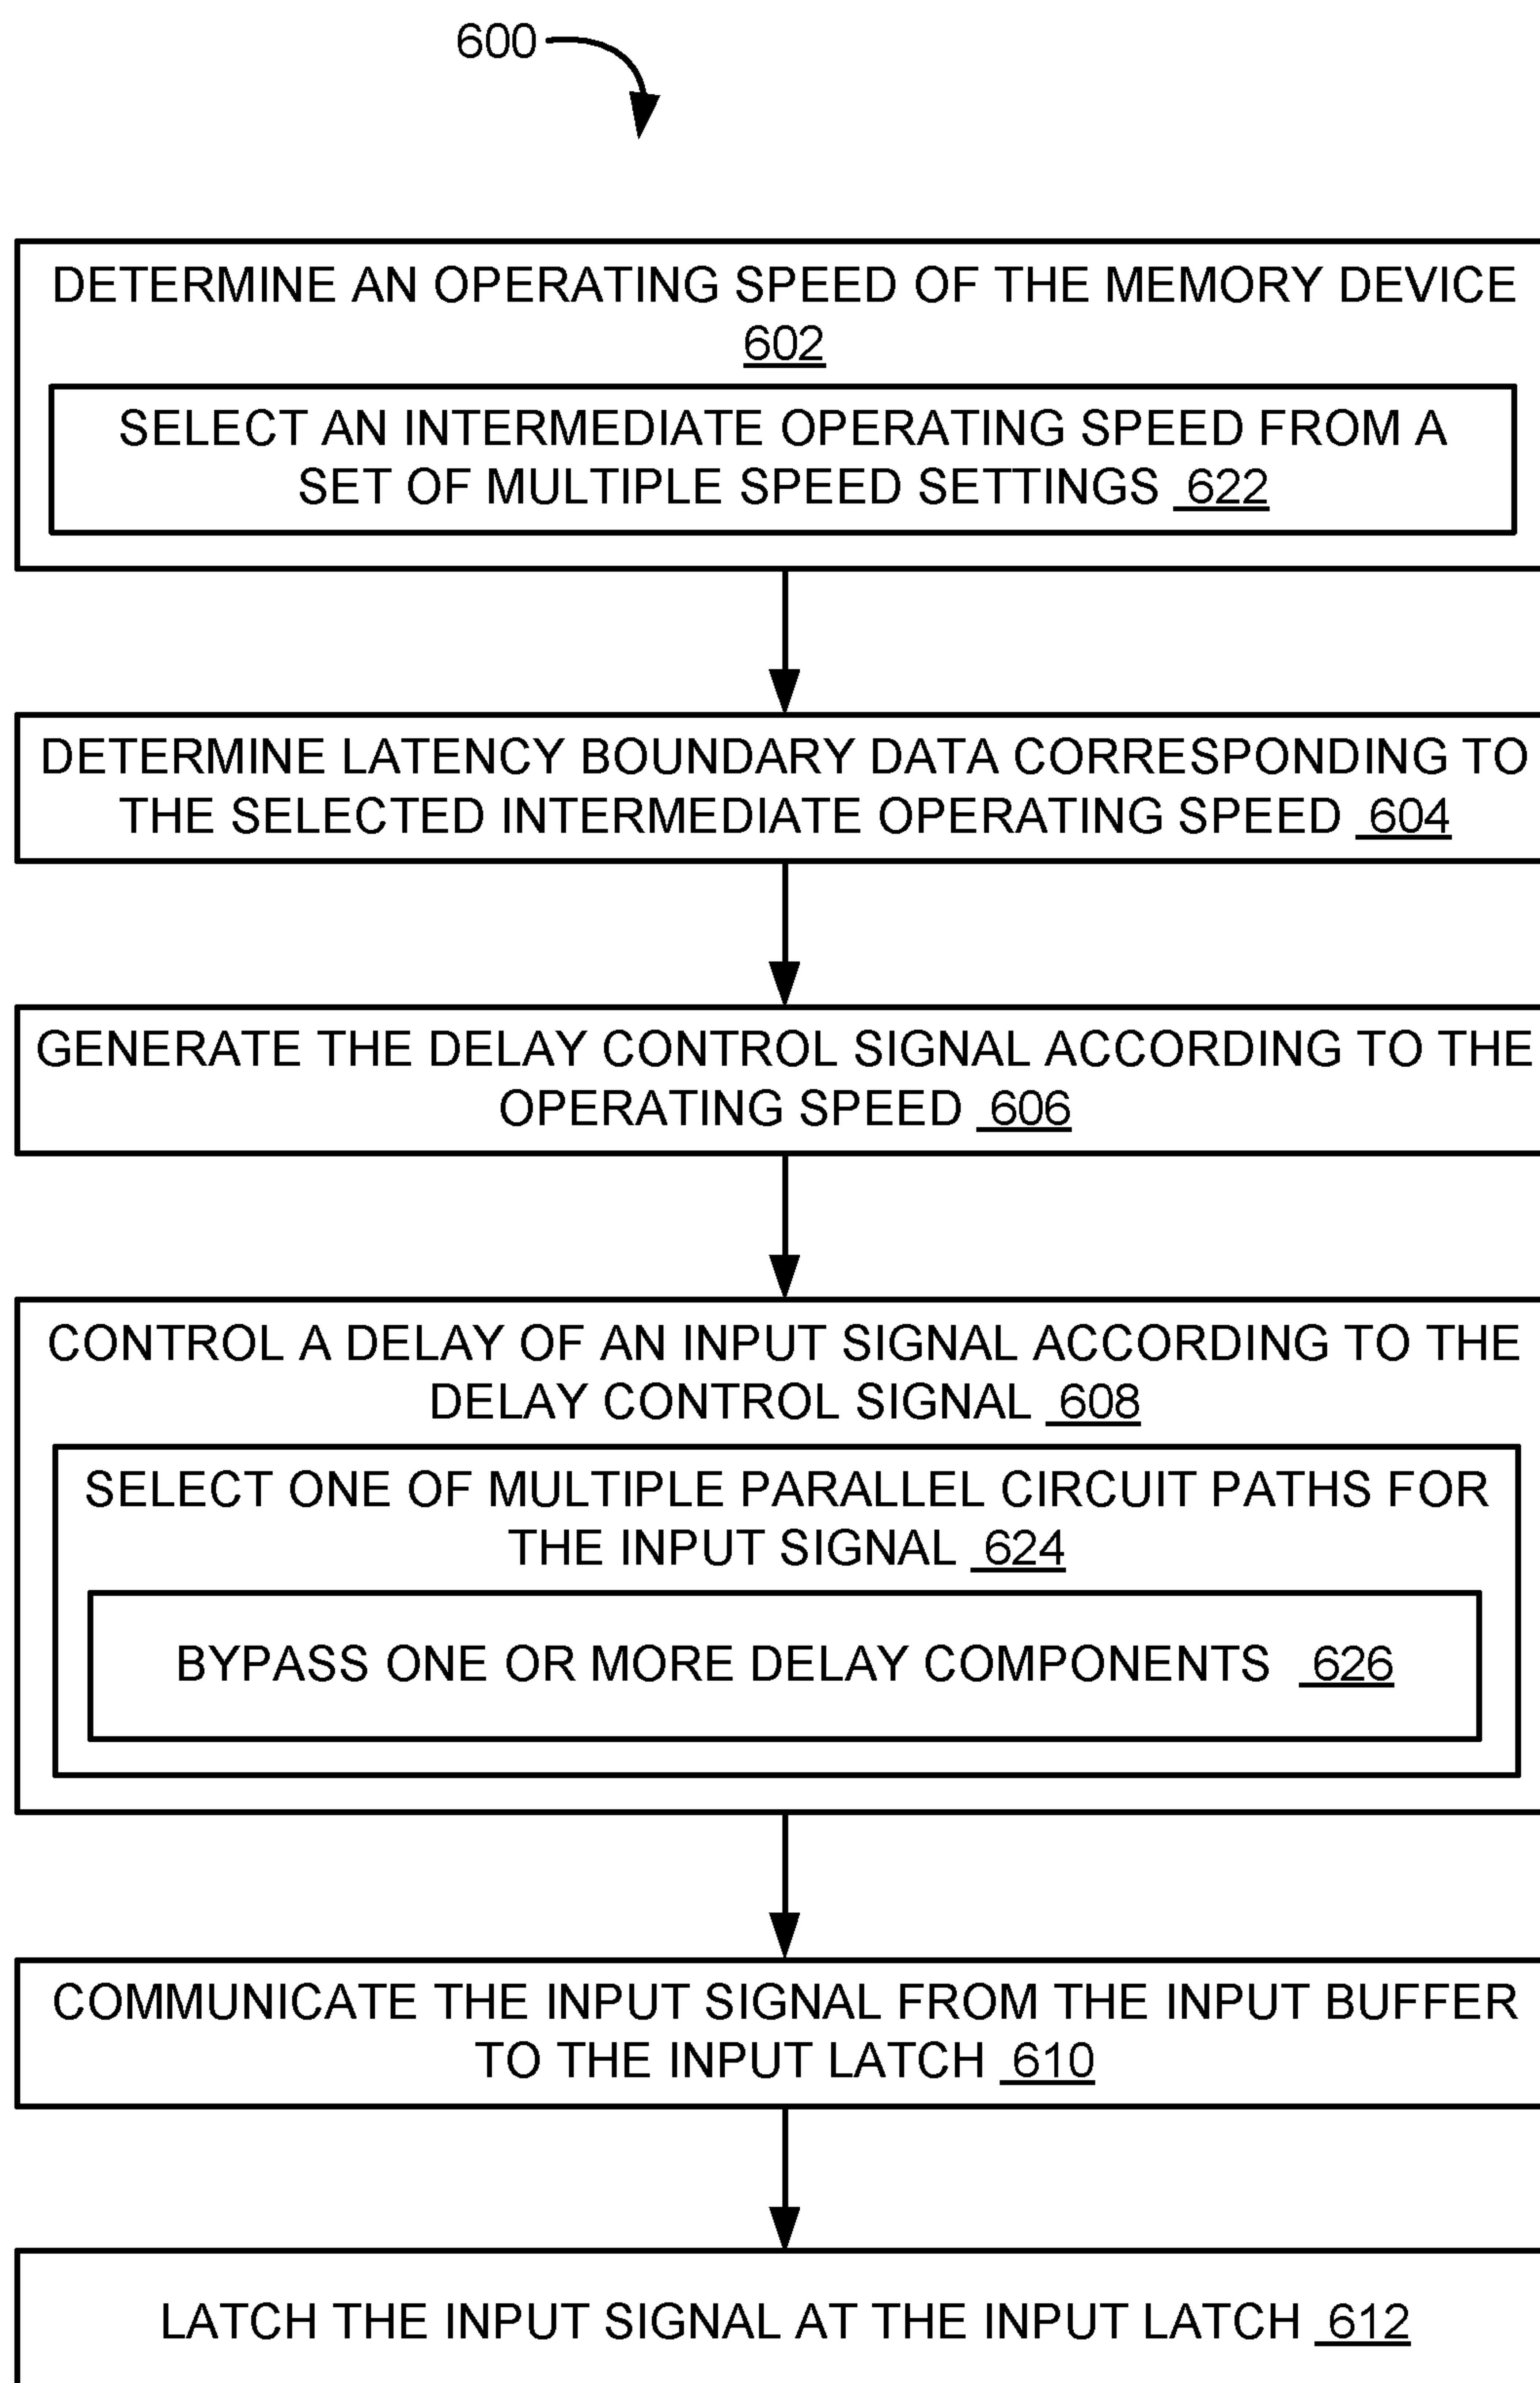 600
DETERMINE AN OPERATING SPEED OF THE MEMORY DEVICE
602
SELECT AN INTERMEDIATE OPERATING SPEED FROM A
SET OF MULTIPLE SPEED SETTINGS 622
DETERMINE LATENCY BOUNDARY DATA CORRESPONDING TO
THE SELECTED INTERMEDIATE OPERATING SPEED 604
GENERATE THE DELAY CONTROL SIGNAL ACCORDING TO THE
OPERATING SPEED 606
CONTROL A DELAY OF AN INPUT SIGNAL ACCORDING TO THE
DELAY CONTROL SIGNAL 608
SELECT ONE OF MULTIPLE PARALLEL CIRCUIT PATHS FOR
THE INPUT SIGNAL 624
BYPASS ONE OR MORE DELAY COMPONENTS 626
COMMUNICATE THE INPUT SIGNAL FROM THE INPUT BUFFER
TO THE INPUT LATCH 610
LATCH THE INPUT SIGNAL AT THE INPUT LATCH 612